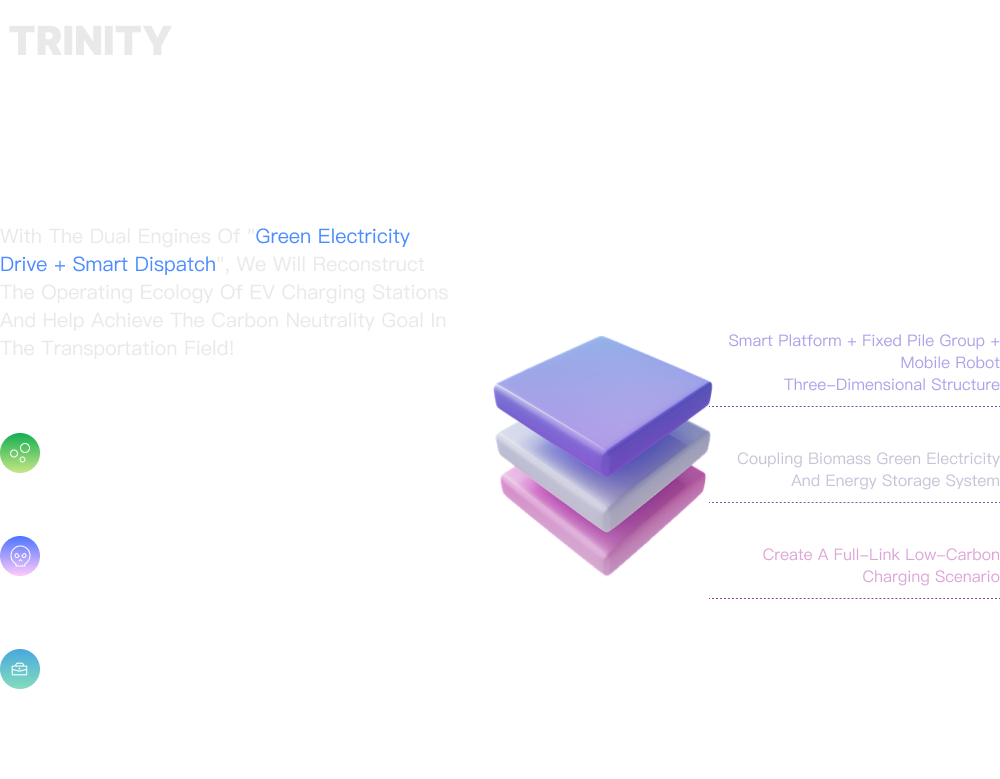 TRINITY
With The Dual Engines Of "Green Electricity
Drive + Smart Dispatch", We Will Reconstruct
The Operating Ecology Of EV Charging Stations
And Help Achieve The Carbon Neutrality Goal In
The Transportation Field!
Smart Platform + Fixed Pile Group +
Mobile Robot
Three-Dimensional Structure
Coupling Biomass Green Electricity
And Energy Storage System
Create A Full-Link Low-Carbon
Charging Scenario